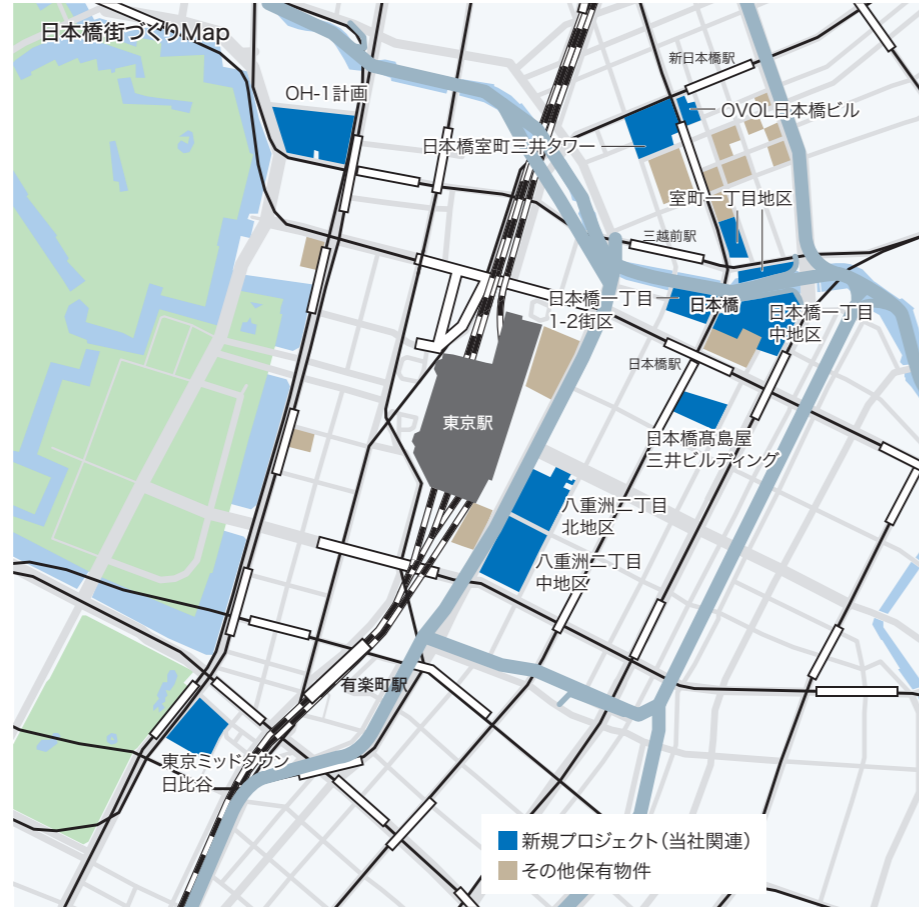 日本橋街づくりMap
新日本橋駅
OH-1計画
OVOL日本橋ビル
日本橋室町三井タワー
室町一丁目地区
三越前駅
日本橋一丁目
1-2街区
日本橋
日本橋一丁目
中地区
日本橋駅
東京駅
日本橋髙島屋
三井ビルディング
八重洲二丁目
北地区
八重洲二丁目
中地区
有楽町駅
東京ミッドタウン
日比谷
新規プロジェクト（当社関連）
その他保有物件